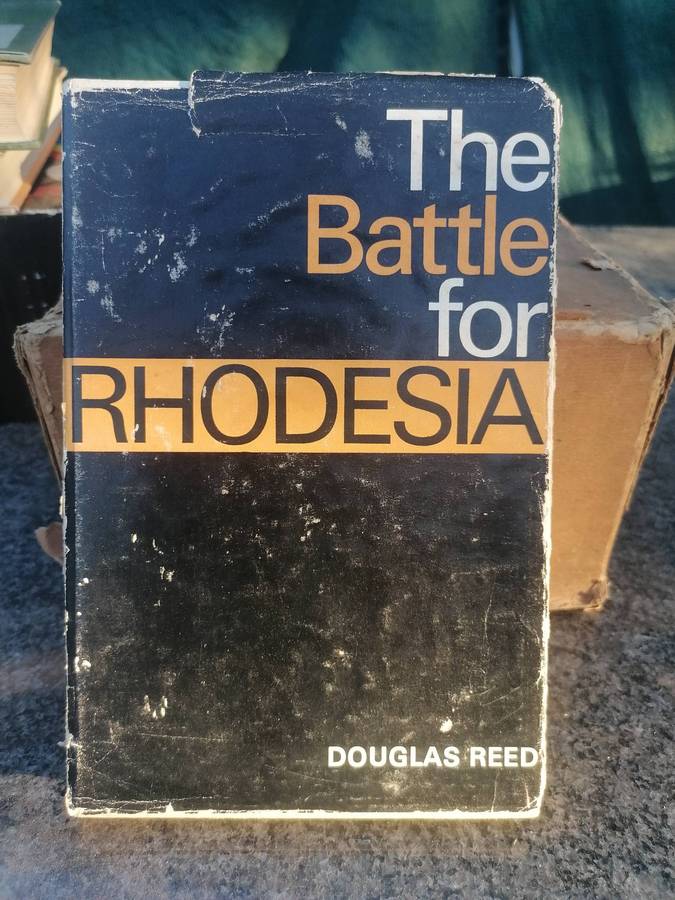 The
Battle
for
RHODESIA
DOUGLAS REED